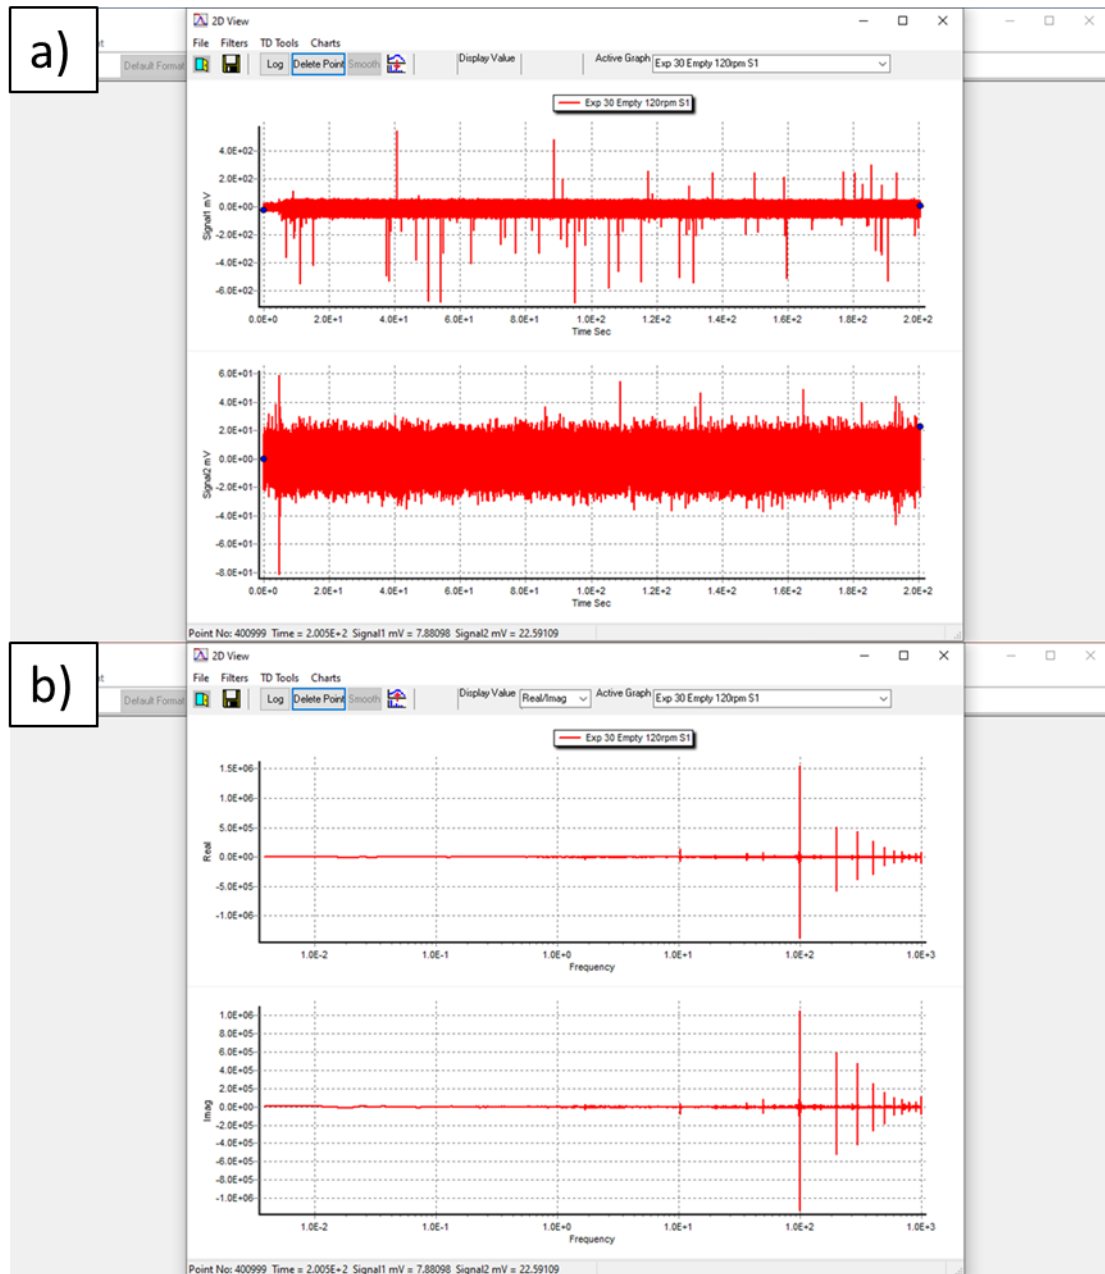 a)
nt
Default Format
2D View
File Filters TD Tools Charts
Log Delete Point Smooth Display Value Active Graph Exp 30 Empty 120rpm S1
Exp 30 Empty 120rpm S1
4.0E+02
2.0E+02
0.0E+00
-2.0E+02
-4.0E+02
-6.0E+02
Signal1 mV
0.0E+0 2.0E+1 4.0E+1 6.0E+1 8.0E+1 1.0E+2 1.2E+2 1.4E+2 1.6E+2 1.8E+2 2.0E+2
Time Sec
6.0E+01
4.0E+01
2.0E+01
0.0E+00
-2.0E+01
-4.0E+01
-6.0E+01
-8.0E+01
Signal2 mV
0.0E+0 2.0E+1 4.0E+1 6.0E+1 8.0E+1 1.0E+2 1.2E+2 1.4E+2 1.6E+2 1.8E+2 2.0E+2
Time Sec
Point No: 400999 Time = 2.005E+2 Signal1 mV = 7.88098 Signal2 mV = 22.59109
b)
nt
Default Format
2D View
File Filters TD Tools Charts
Log Delete Point Smooth Display Value Real/Imag Active Graph Exp 30 Empty 120rpm S1
Exp 30 Empty 120rpm S1
1.5E+06
1.0E+06
5.0E+05
0.0E+00
-5.0E+05
-1.0E+06
Real
1.0E-2 1.0E-1 1.0E+0 1.0E+1 1.0E+2 1.0E+3
Frequency
1.0E+06
8.0E+05
6.0E+05
4.0E+05
2.0E+05
0.0E+00
-2.0E+05
-4.0E+05
-6.0E+05
-8.0E+05
-1.0E+06
Imag
1.0E-2 1.0E-1 1.0E+0 1.0E+1 1.0E+2 1.0E+3
Frequency
Point No: 400999 Time = 2.005E+2 Signal1 mV = 7.88098 Signal2 mV = 22.59109